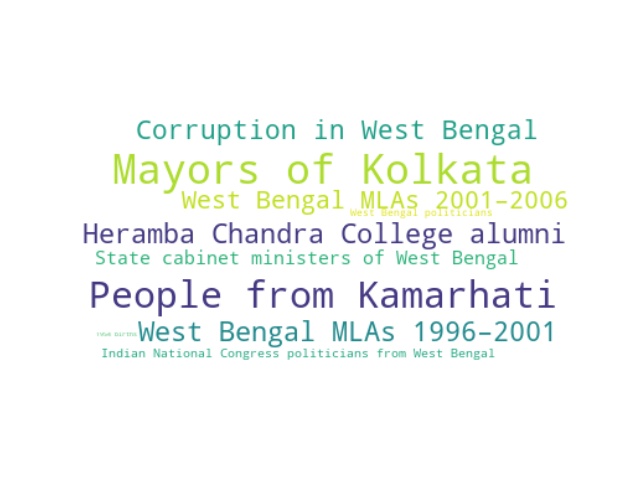 Corruption in West Bengal
Mayors of Kolkata
West Bengal MLAs 2001–2006
West Bengal politicians
Heramba Chandra College alumni
State cabinet ministers of West Bengal
People from Kamarhati
West Bengal MLAs 1996–2001
births
Indian National Congress politicians from West Bengal